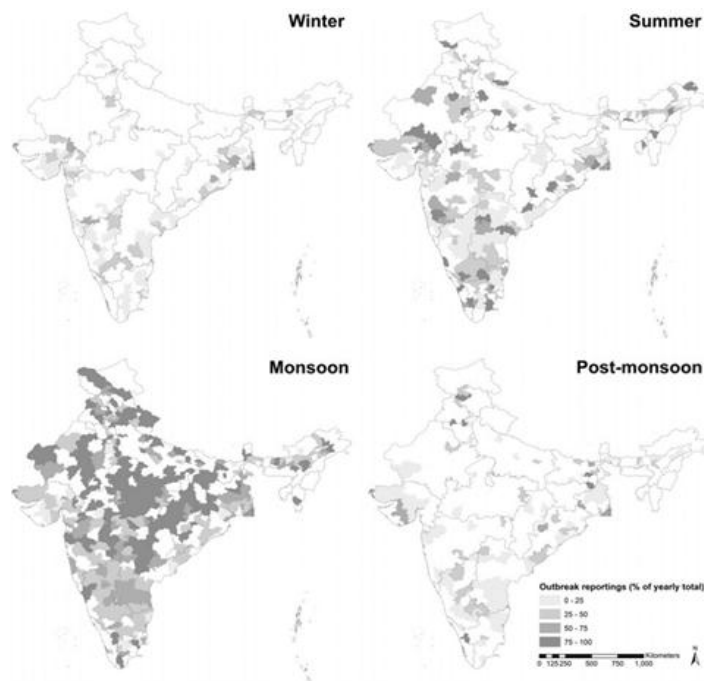 Winter
Summer
Monsoon
Post-monsoon
Outbreak reportings (% of yearly total)
0 - 25
25 - 50
50 - 75
75 - 100
Kilometers
0 125 250 500 750 1,000
N